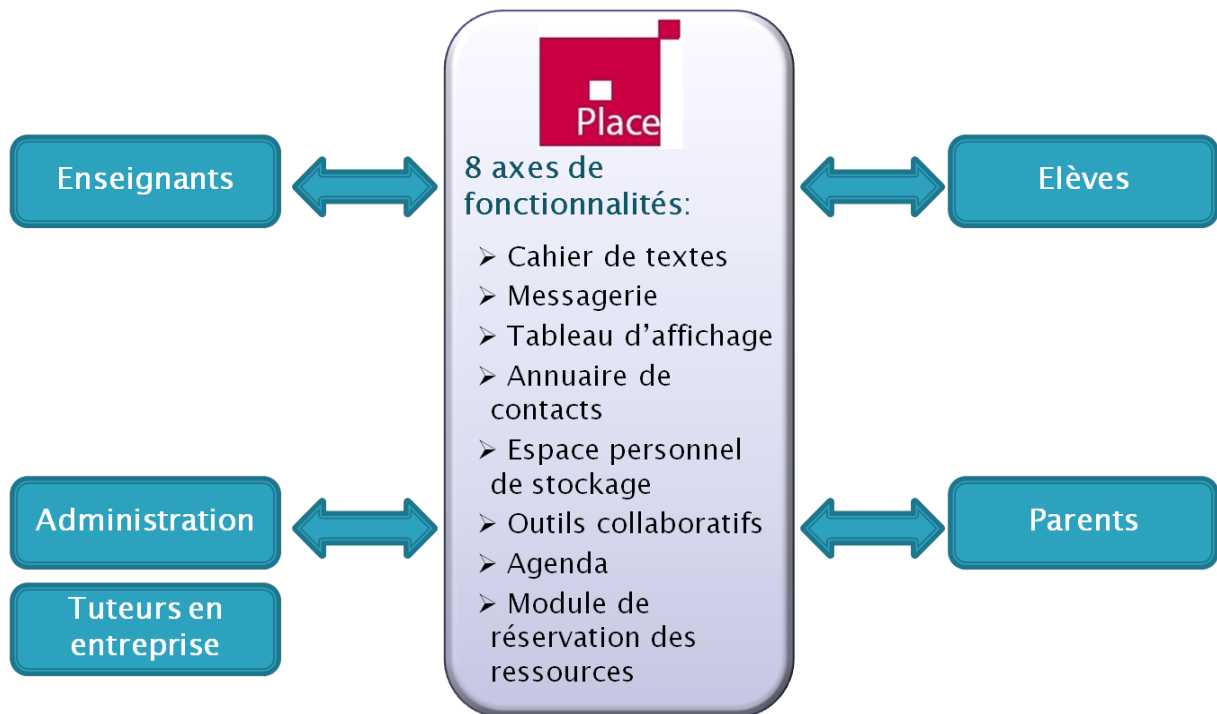 Place
8 axes de
fonctionnalités:
➢ Cahier de textes
➢ Messagerie
➢ Tableau d’affichage
➢ Annuaire de
contacts
➢ Espace personnel
de stockage
➢ Outils collaboratifs
➢ Agenda
➢ Module de
réservation des
ressources
Enseignants
Administration
Tuteurs en
entreprise
Elèves
Parents